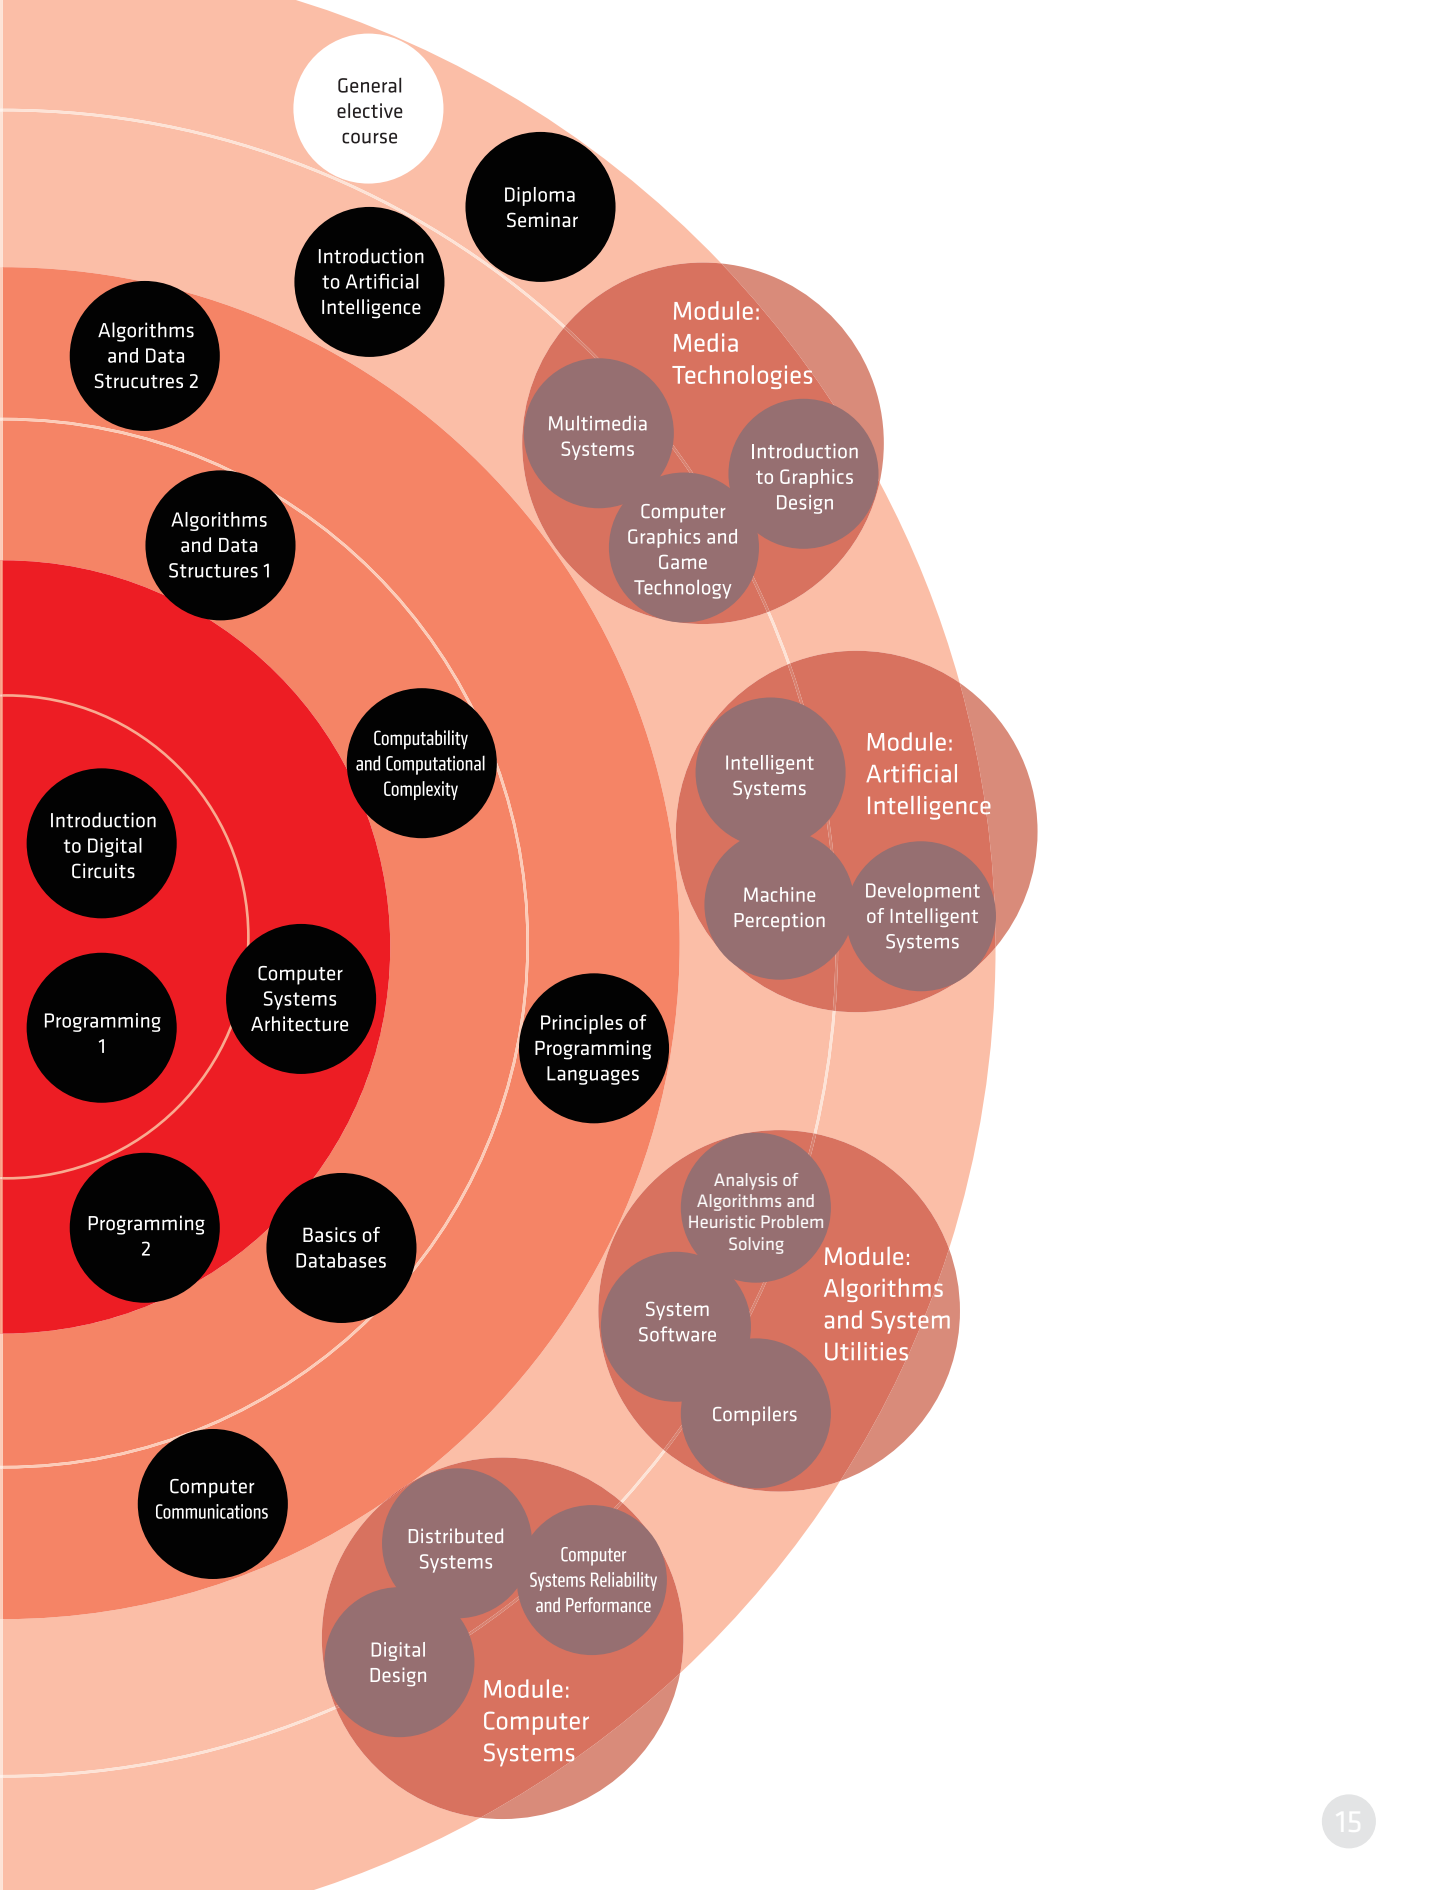 General
elective
course
Diploma
Seminar
Introduction
to Artificial
Intelligence
Algorithms
and Data
Strucutres 2
Module:
Media
Technologies
Multimedia
Systems
Introduction
to Graphics
Design
Computer
Graphics and
Game
Technology
Algorithms
and Data
Structures 1
Computability
and Computational
Complexity
Module:
Artificial
Intelligence
Intelligent
Systems
Machine
Perception
Development
of Intelligent
Systems
Introduction
to Digital
Circuits
Computer
Systems
Arhitecture
Programming
1
Principles of
Programming
Languages
Programming
2
Basics of
Databases
Analysis of
Algorithms and
Heuristic Problem
Solving
Module:
Algorithms
and System
Utilities
System
Software
Compilers
Computer
Communications
Distributed
Systems
Computer
Systems Reliability
and Performance
Digital
Design
Module:
Computer
Systems
15